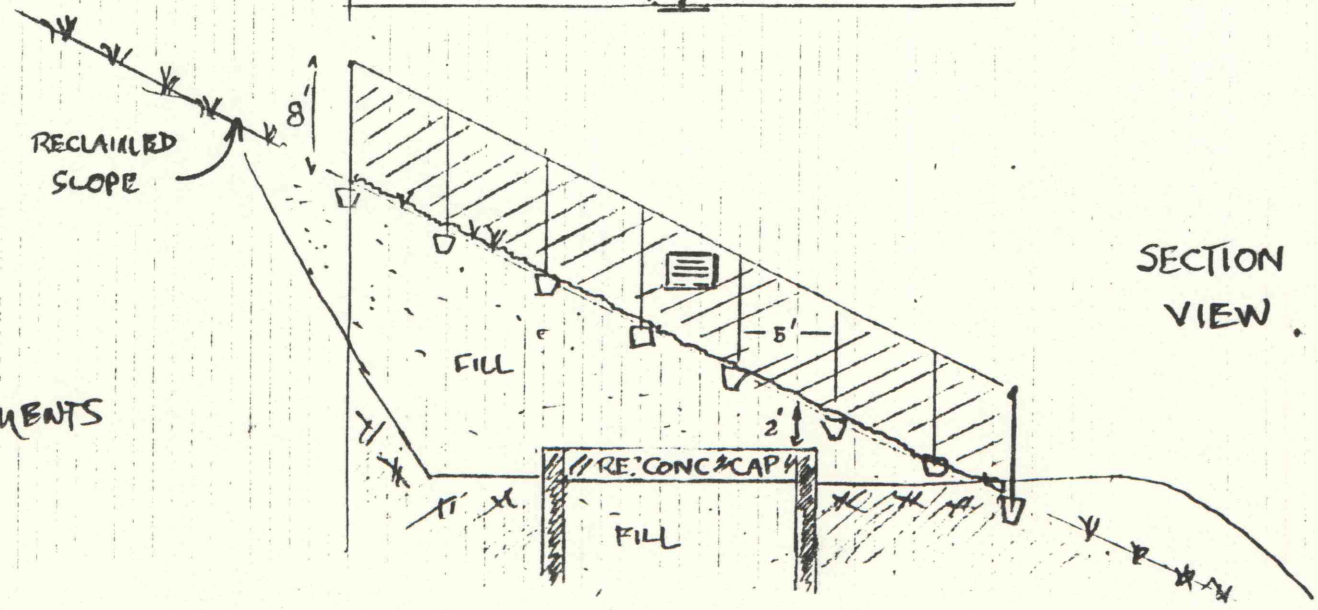 8'
RECLAIMED
SLOPE
SECTION
VIEW
5'
FILL
2'
MENTS
RE. CONC. CAP
FILL